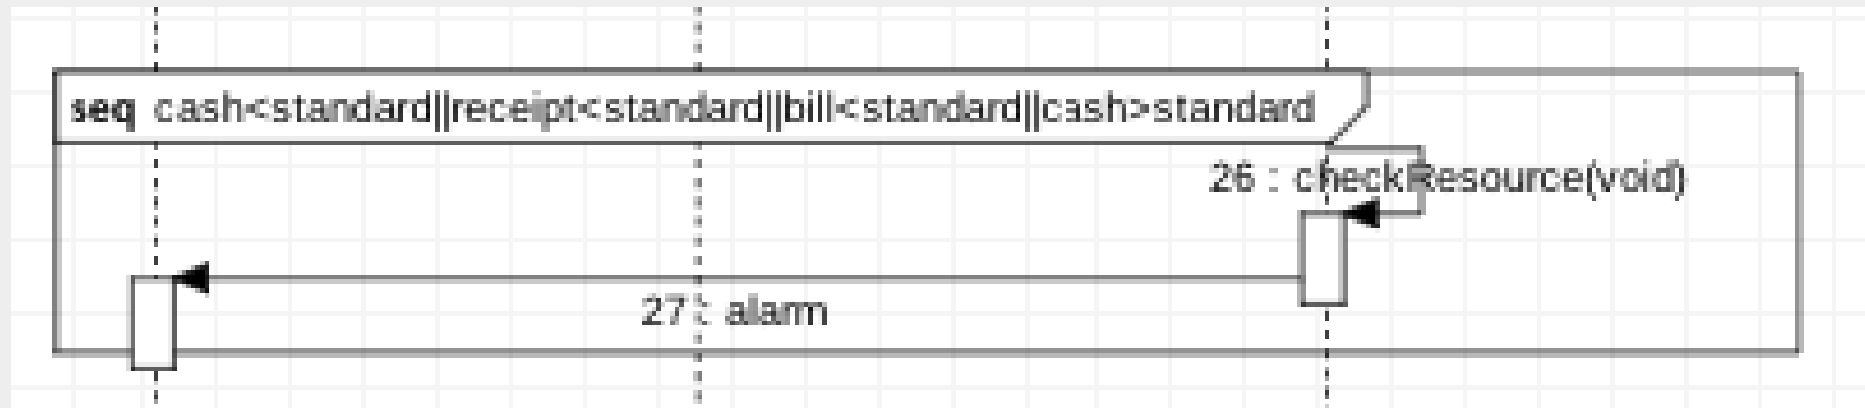 seq cash<standard||receipt<standard||bill<standard||cash>standard
26 : checkResource(void)
27 : alarm